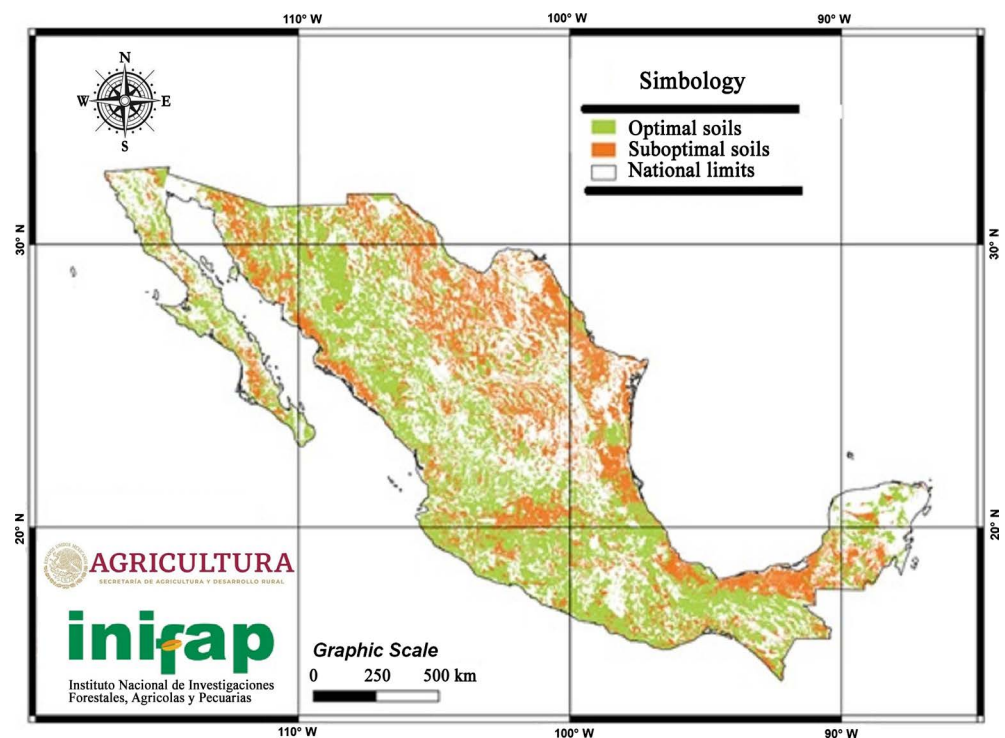 110° W
100° W
90° W
N
W
E
S
Simbology
Optimal soils
Suboptimal soils
National limits
30° N
30° N
20° N
20° N
AGRICULTURA
SECRETARÍA DE AGRICULTURA Y DESARROLLO RURAL
inifap
Instituto Nacional de Investigaciones
Forestales, Agrícolas y Pecuarias
Graphic Scale
0 250 500 km
110° W
100° W
90° W